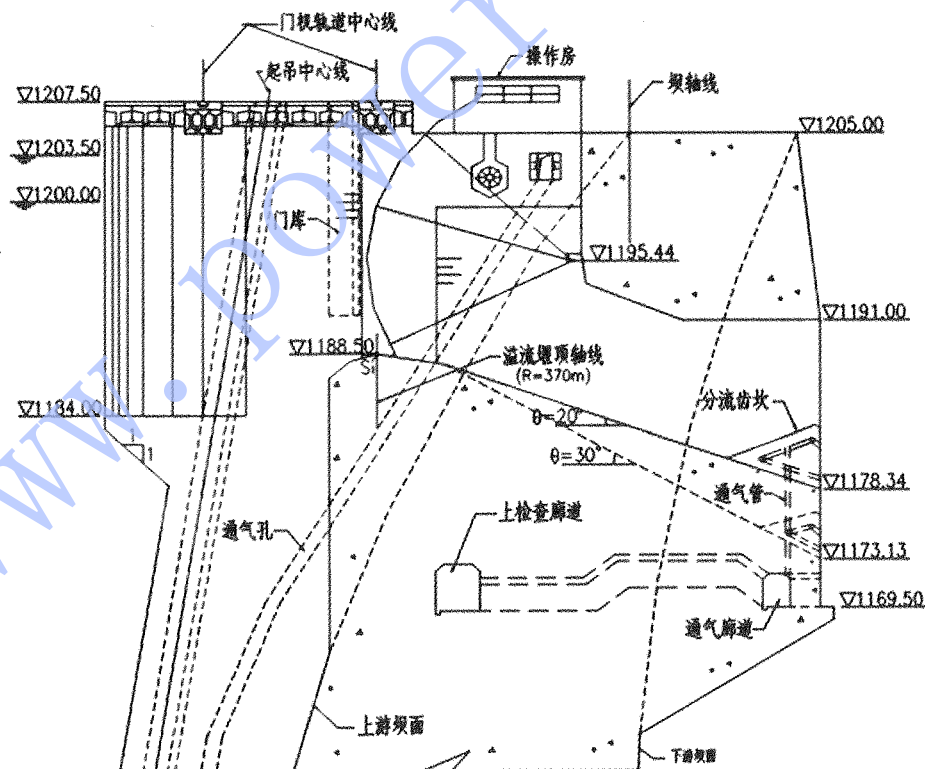 门机轨道中心线
起吊中心线
操作房
坝轴线
▽1207.50
▽1205.00
▽1203.50
▽1200.00
门库
▽1195.44
▽1191.00
▽1188.50
溢流堰顶轴线
(R=370m)
分流齿坎
▽1184.00
θ=20°
1
1
θ=30°
▽1178.34
通气管
上检查廊道
通气孔
▽1173.13
▽1169.50
通气廊道
上游坝面
下游坝面
www.power